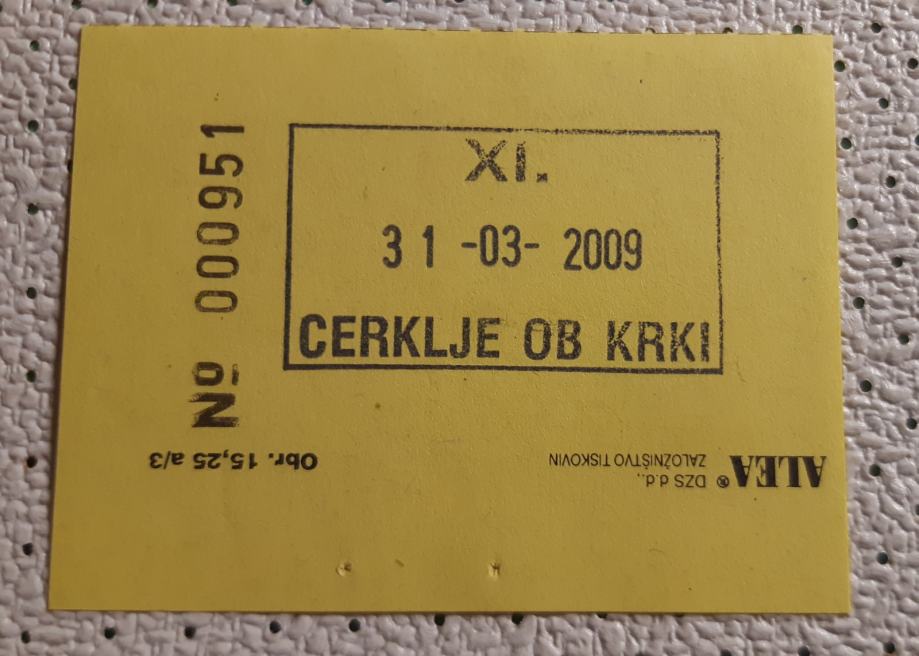 XI.
31 -03- 2009
CERKLJE OB KRKI
Nº 000951
ALEA® DZS d.d.,
ZALOŽNIŠTVO TISKOVIN
Obr. 15,25 a/3